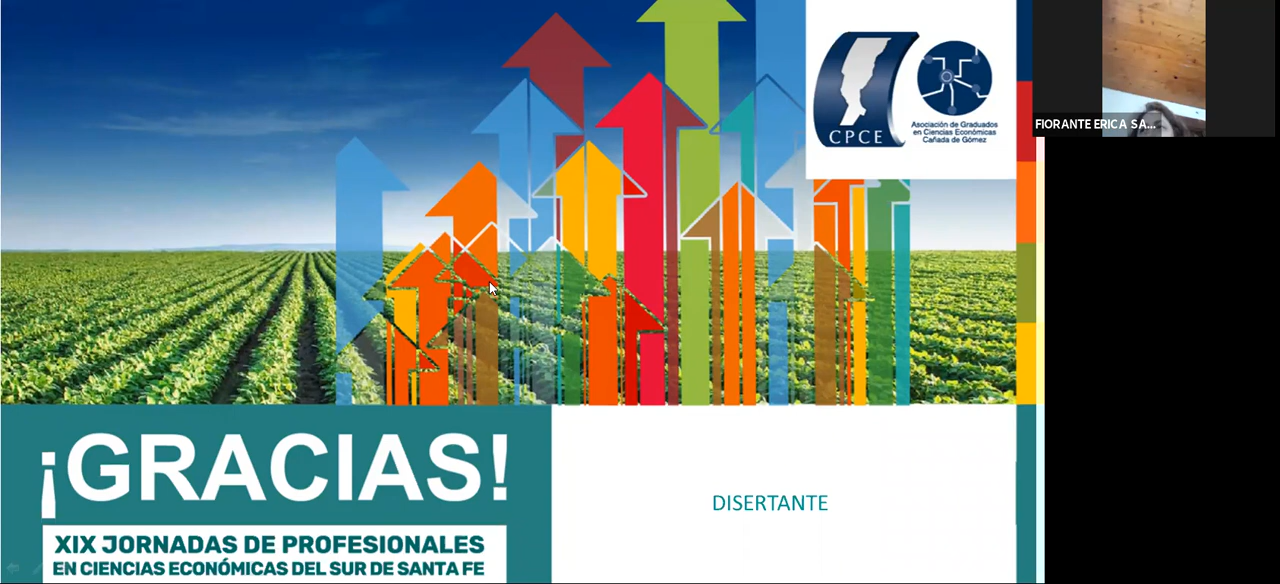 CPCE
Asociación de Graduados
en Ciencias Económicas
Cañada de Gómez
FIORANTE ERICA SA...
¡GRACIAS!
XIX JORNADAS DE PROFESIONALES
EN CIENCIAS ECONÓMICAS DEL SUR DE SANTA FE
DISERTANTE